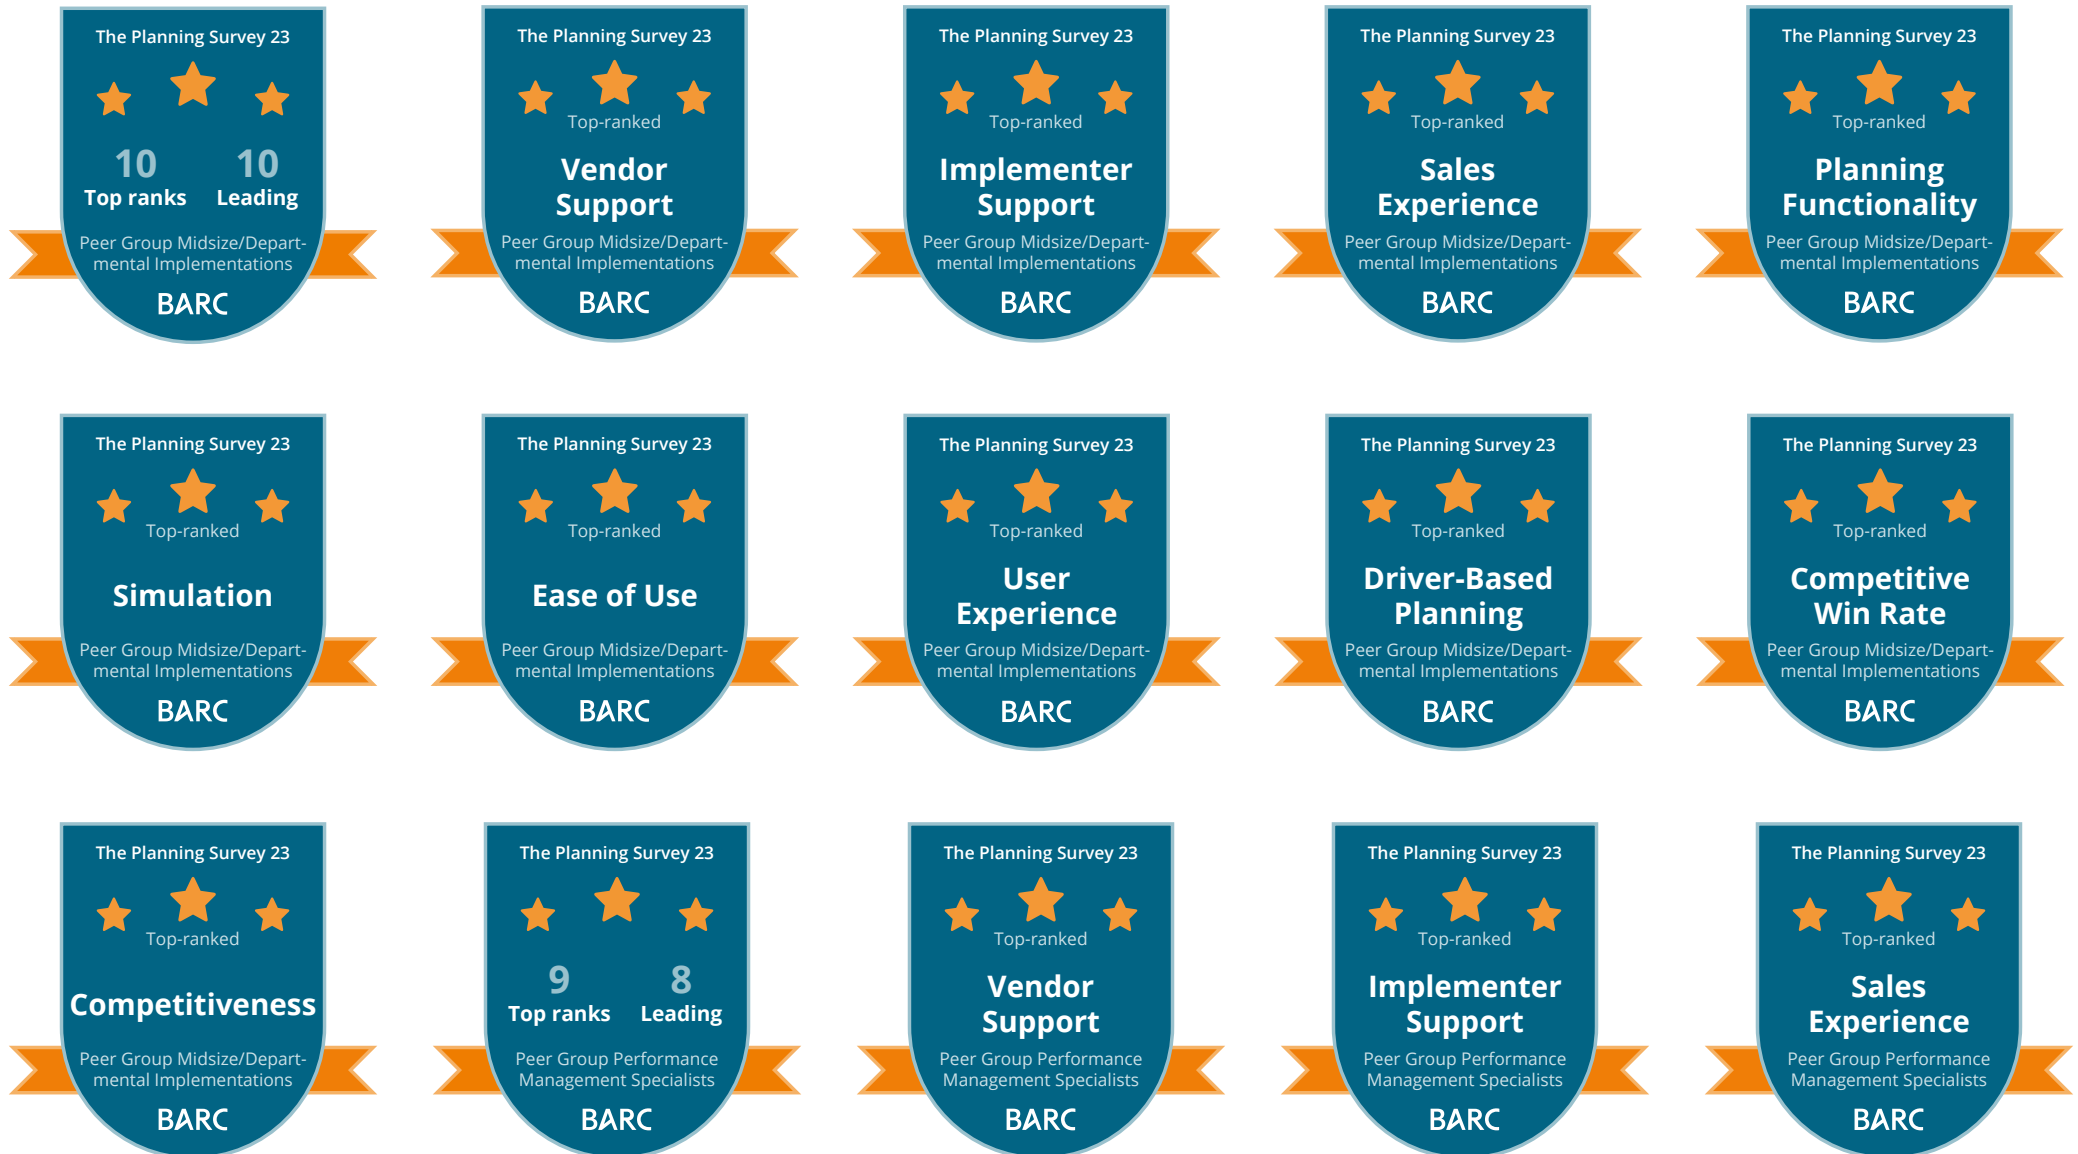 The Planning Survey 23
10 10
Top ranks Leading
Peer Group Midsize/Depart-
mental Implementations
BARC
The Planning Survey 23
Top-ranked
Vendor
Support
Peer Group Midsize/Depart-
mental Implementations
BARC
The Planning Survey 23
Top-ranked
Implementer
Support
Peer Group Midsize/Depart-
mental Implementations
BARC
The Planning Survey 23
Top-ranked
Sales
Experience
Peer Group Midsize/Depart-
mental Implementations
BARC
The Planning Survey 23
Top-ranked
Planning
Functionality
Peer Group Midsize/Depart-
mental Implementations
BARC
The Planning Survey 23
Top-ranked
Simulation
Peer Group Midsize/Depart-
mental Implementations
BARC
The Planning Survey 23
Top-ranked
Ease of Use
Peer Group Midsize/Depart-
mental Implementations
BARC
The Planning Survey 23
Top-ranked
User
Experience
Peer Group Midsize/Depart-
mental Implementations
BARC
The Planning Survey 23
Top-ranked
Driver-Based
Planning
Peer Group Midsize/Depart-
mental Implementations
BARC
The Planning Survey 23
Top-ranked
Competitive
Win Rate
Peer Group Midsize/Depart-
mental Implementations
BARC
The Planning Survey 23
Top-ranked
Competitiveness
Peer Group Midsize/Depart-
mental Implementations
BARC
The Planning Survey 23
9 8
Top ranks Leading
Peer Group Performance
Management Specialists
BARC
The Planning Survey 23
Top-ranked
Vendor
Support
Peer Group Performance
Management Specialists
BARC
The Planning Survey 23
Top-ranked
Implementer
Support
Peer Group Performance
Management Specialists
BARC
The Planning Survey 23
Top-ranked
Sales
Experience
Peer Group Performance
Management Specialists
BARC